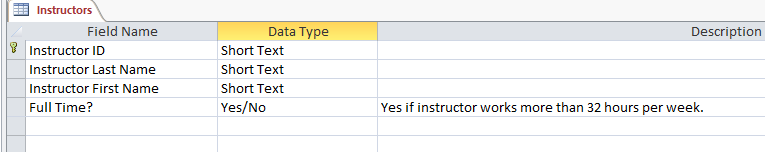 Instructors
Field Name Data Type Description
Instructor ID Short Text
Instructor Last Name Short Text
Instructor First Name Short Text
Full Time? Yes/No Yes if instructor works more than 32 hours per week.